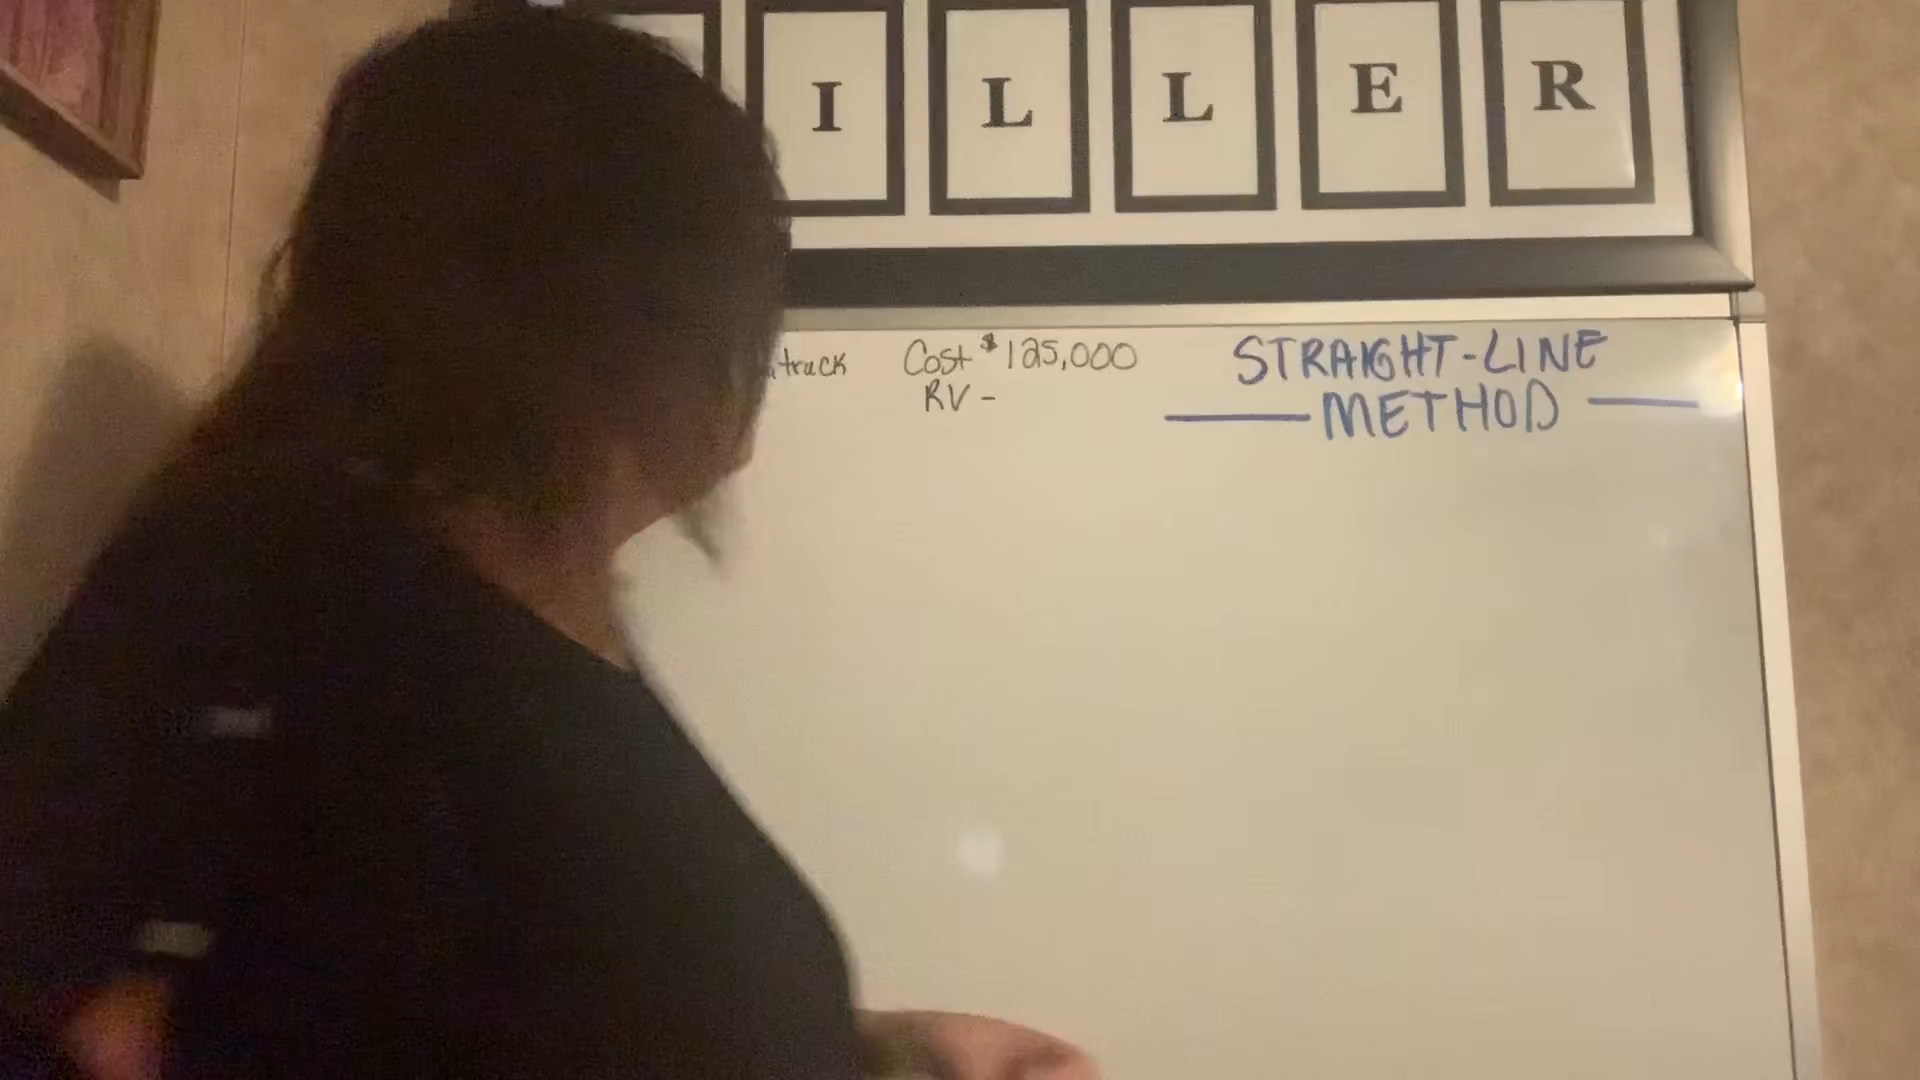 I L L E R
truck Cost $125,000
RV -
STRAIGHT-LINE
METHOD